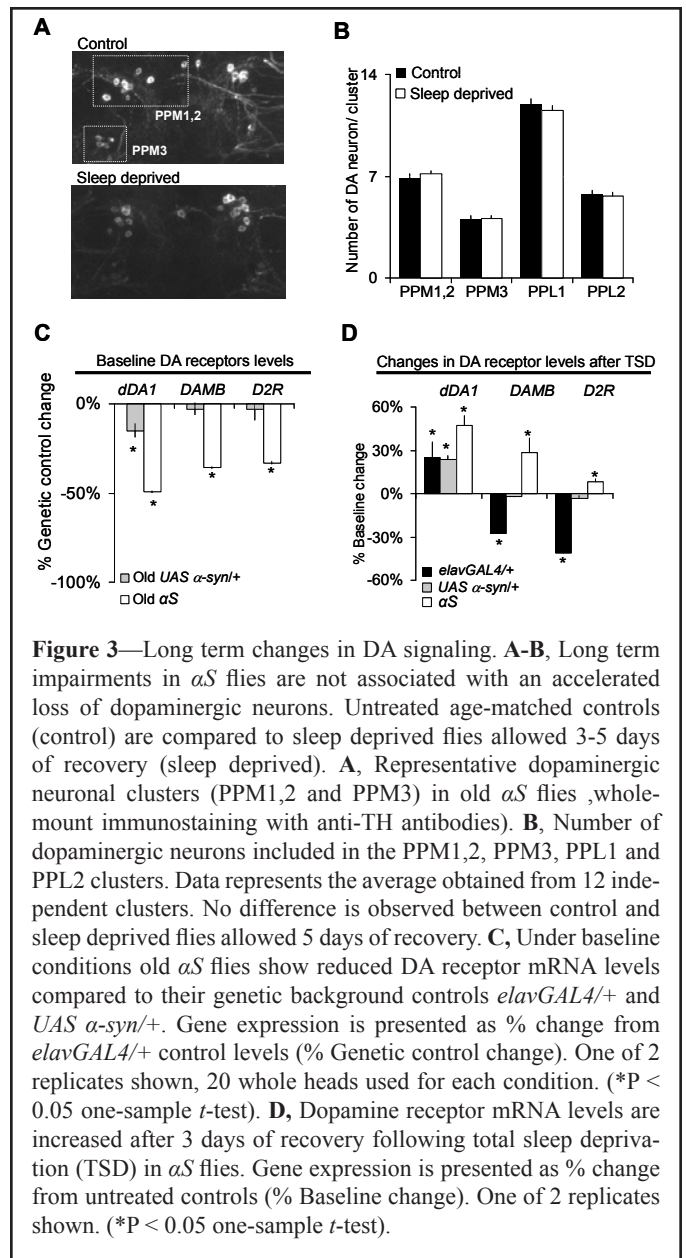 A
Control
PPM1,2
PPM3
Sleep deprived
B
Number of DA neuron/ cluster
14
7
0
Control
Sleep deprived
PPM1,2 PPM3 PPL1 PPL2
C
Baseline DA receptors levels
dDA1 DAMB D2R
% Genetic control change
0%
-50%
-100%
* * * *
Old UAS α-syn/+
Old αS
D
Changes in DA receptor levels after TSD
dDA1 DAMB D2R
% Baseline change
60%
30%
0%
-30%
-60%
* * * * * * *
elavGAL4/+
UAS α-syn/+
αS
Figure 3—Long term changes in DA signaling. A-B, Long term
impairments in αS flies are not associated with an accelerated
loss of dopaminergic neurons. Untreated age-matched controls
(control) are compared to sleep deprived flies allowed 3-5 days
of recovery (sleep deprived). A, Representative dopaminergic
neuronal clusters (PPM1,2 and PPM3) in old αS flies ,whole-
mount immunostaining with anti-TH antibodies). B, Number of
dopaminergic neurons included in the PPM1,2, PPM3, PPL1 and
PPL2 clusters. Data represents the average obtained from 12 inde-
pendent clusters. No difference is observed between control and
sleep deprived flies allowed 5 days of recovery. C, Under baseline
conditions old αS flies show reduced DA receptor mRNA levels
compared to their genetic background controls elavGAL4/+ and
UAS α-syn/+. Gene expression is presented as % change from
elavGAL4/+ control levels (% Genetic control change). One of 2
replicates shown, 20 whole heads used for each condition. (*P <
0.05 one-sample t-test). D, Dopamine receptor mRNA levels are
increased after 3 days of recovery following total sleep depriva-
tion (TSD) in αS flies. Gene expression is presented as % change
from untreated controls (% Baseline change). One of 2 replicates
shown. (*P < 0.05 one-sample t-test).